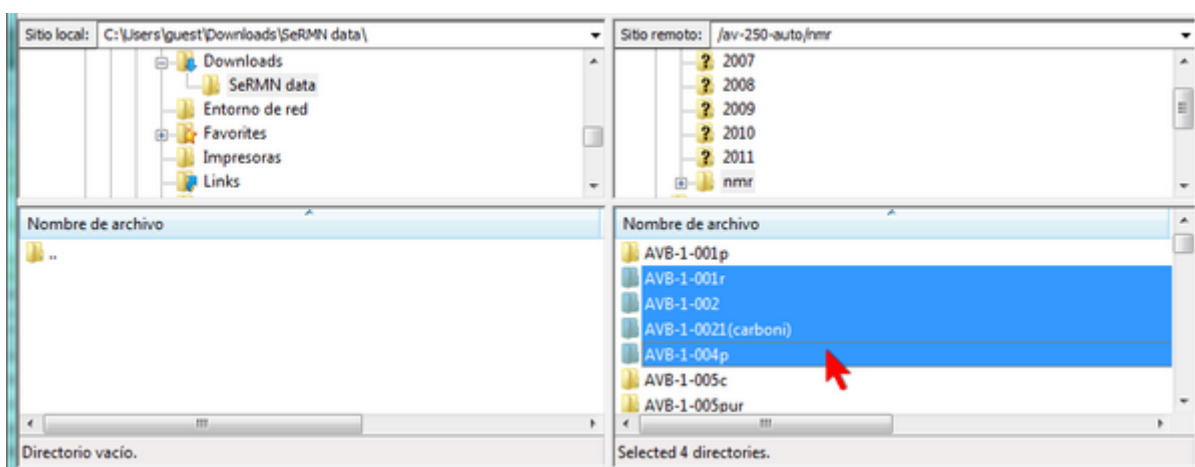 Sitio local: C:\Users\guest\Downloads\SeRMN data\
Downloads
SeRMN data
Entorno de red
Favorites
Impresoras
Links
Sitio remoto: /av-250-auto/nmr
2007
2008
2009
2010
2011
nmr
Nombre de archivo
..
Directorio vacío.
Nombre de archivo
AVB-1-001p
AVB-1-001r
AVB-1-002
AVB-1-0021(carboni)
AVB-1-004p
AVB-1-005c
AVB-1-005pur
Selected 4 directories.